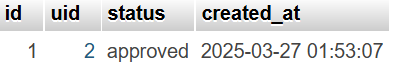 id uid status created_at
1 2 approved 2025-03-27 01:53:07